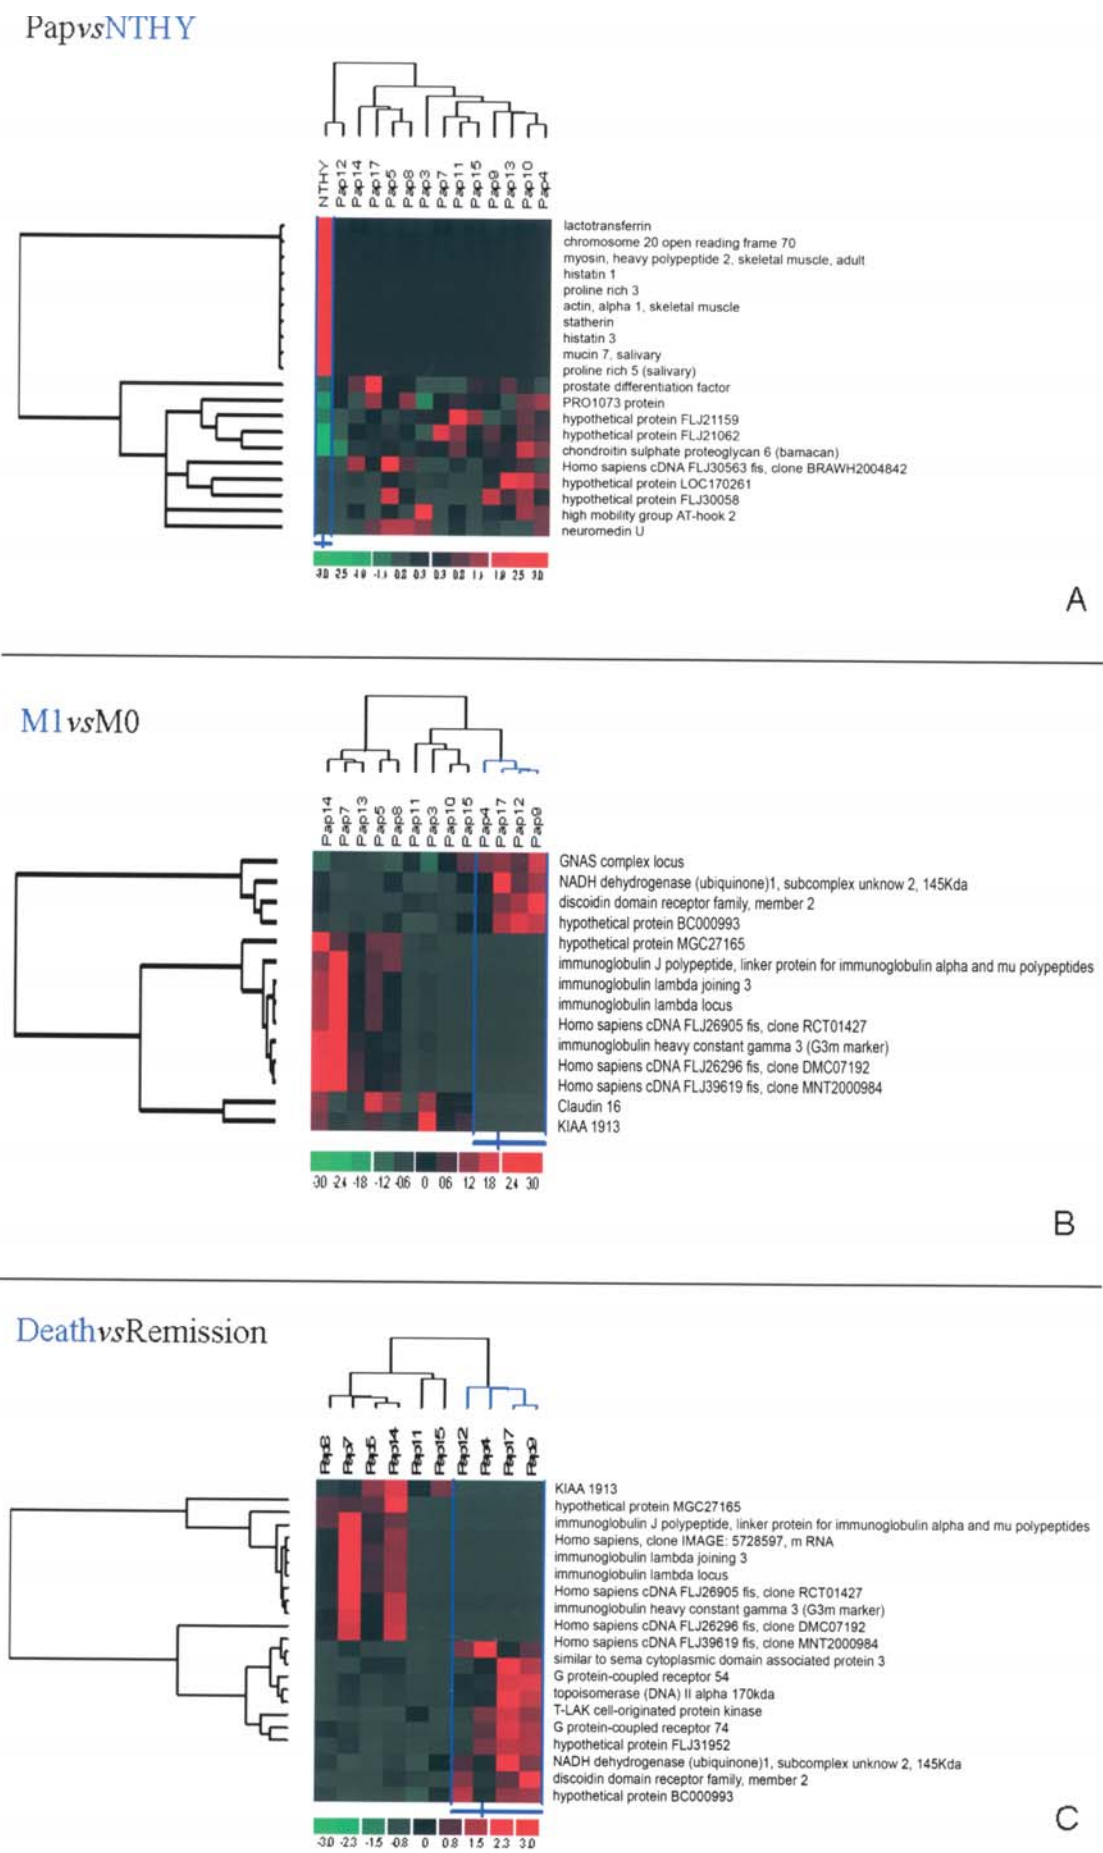 PapvsNTHY
NTHY
Pap12
Pap14
Pap17
Pap5
Pap8
Pap3
Pap7
Pap11
Pap15
Pap9
Pap13
Pap10
Pap4
lactotransferrin
chromosome 20 open reading frame 70
myosin, heavy polypeptide 2, skeletal muscle, adult
histatin 1
proline rich 3
actin, alpha 1, skeletal muscle
statherin
histatin 3
mucin 7, salivary
proline rich 5 (salivary)
prostate differentiation factor
PRO1073 protein
hypothetical protein FLJ21159
hypothetical protein FLJ21062
chondroitin sulphate proteoglycan 6 (bamacan)
Homo sapiens cDNA FLJ30563 fis, clone BRAWH2004842
hypothetical protein LOC170261
hypothetical protein FLJ30058
high mobility group AT-hook 2
neuromedin U
A
M1vsM0
Pap14
Pap7
Pap13
Pap5
Pap8
Pap11
Pap3
Pap10
Pap15
Pap4
Pap17
Pap12
Pap9
GNAS complex locus
NADH dehydrogenase (ubiquinone)1, subcomplex unknow 2, 145Kda
discoidin domain receptor family, member 2
hypothetical protein BC000993
hypothetical protein MGC27165
immunoglobulin J polypeptide, linker protein for immunoglobulin alpha and mu polypeptides
immunoglobulin lambda joining 3
immunoglobulin lambda locus
Homo sapiens cDNA FLJ26905 fis, clone RCT01427
immunoglobulin heavy constant gamma 3 (G3m marker)
Homo sapiens cDNA FLJ26296 fis, clone DMC07192
Homo sapiens cDNA FLJ39619 fis, clone MNT2000984
Claudin 16
KIAA 1913
-3.0 -2.4 -1.8 -1.2 -0.6 0 0.6 1.2 1.8 2.4 3.0
B
DeathvsRemission
Pap8
Pap7
Pap5
Pap14
Pap11
Pap15
Pap12
Pap4
Pap17
Pap9
KIAA 1913
hypothetical protein MGC27165
immunoglobulin J polypeptide, linker protein for immunoglobulin alpha and mu polypeptides
Homo sapiens, clone IMAGE: 5728597, m RNA
immunoglobulin lambda joining 3
immunoglobulin lambda locus
Homo sapiens cDNA FLJ26905 fis, clone RCT01427
immunoglobulin heavy constant gamma 3 (G3m marker)
Homo sapiens cDNA FLJ26296 fis, clone DMC07192
Homo sapiens cDNA FLJ39619 fis, clone MNT2000984
similar to sema cytoplasmic domain associated protein 3
G protein-coupled receptor 54
topoisomerase (DNA) II alpha 170kda
T-LAK cell-originated protein kinase
G protein-coupled receptor 74
hypothetical protein FLJ31952
NADH dehydrogenase (ubiquinone)1, subcomplex unknow 2, 145Kda
discoidin domain receptor family, member 2
hypothetical protein BC000993
-3.0 -2.3 -1.5 -0.8 0 0.8 1.5 2.3 3.0
C